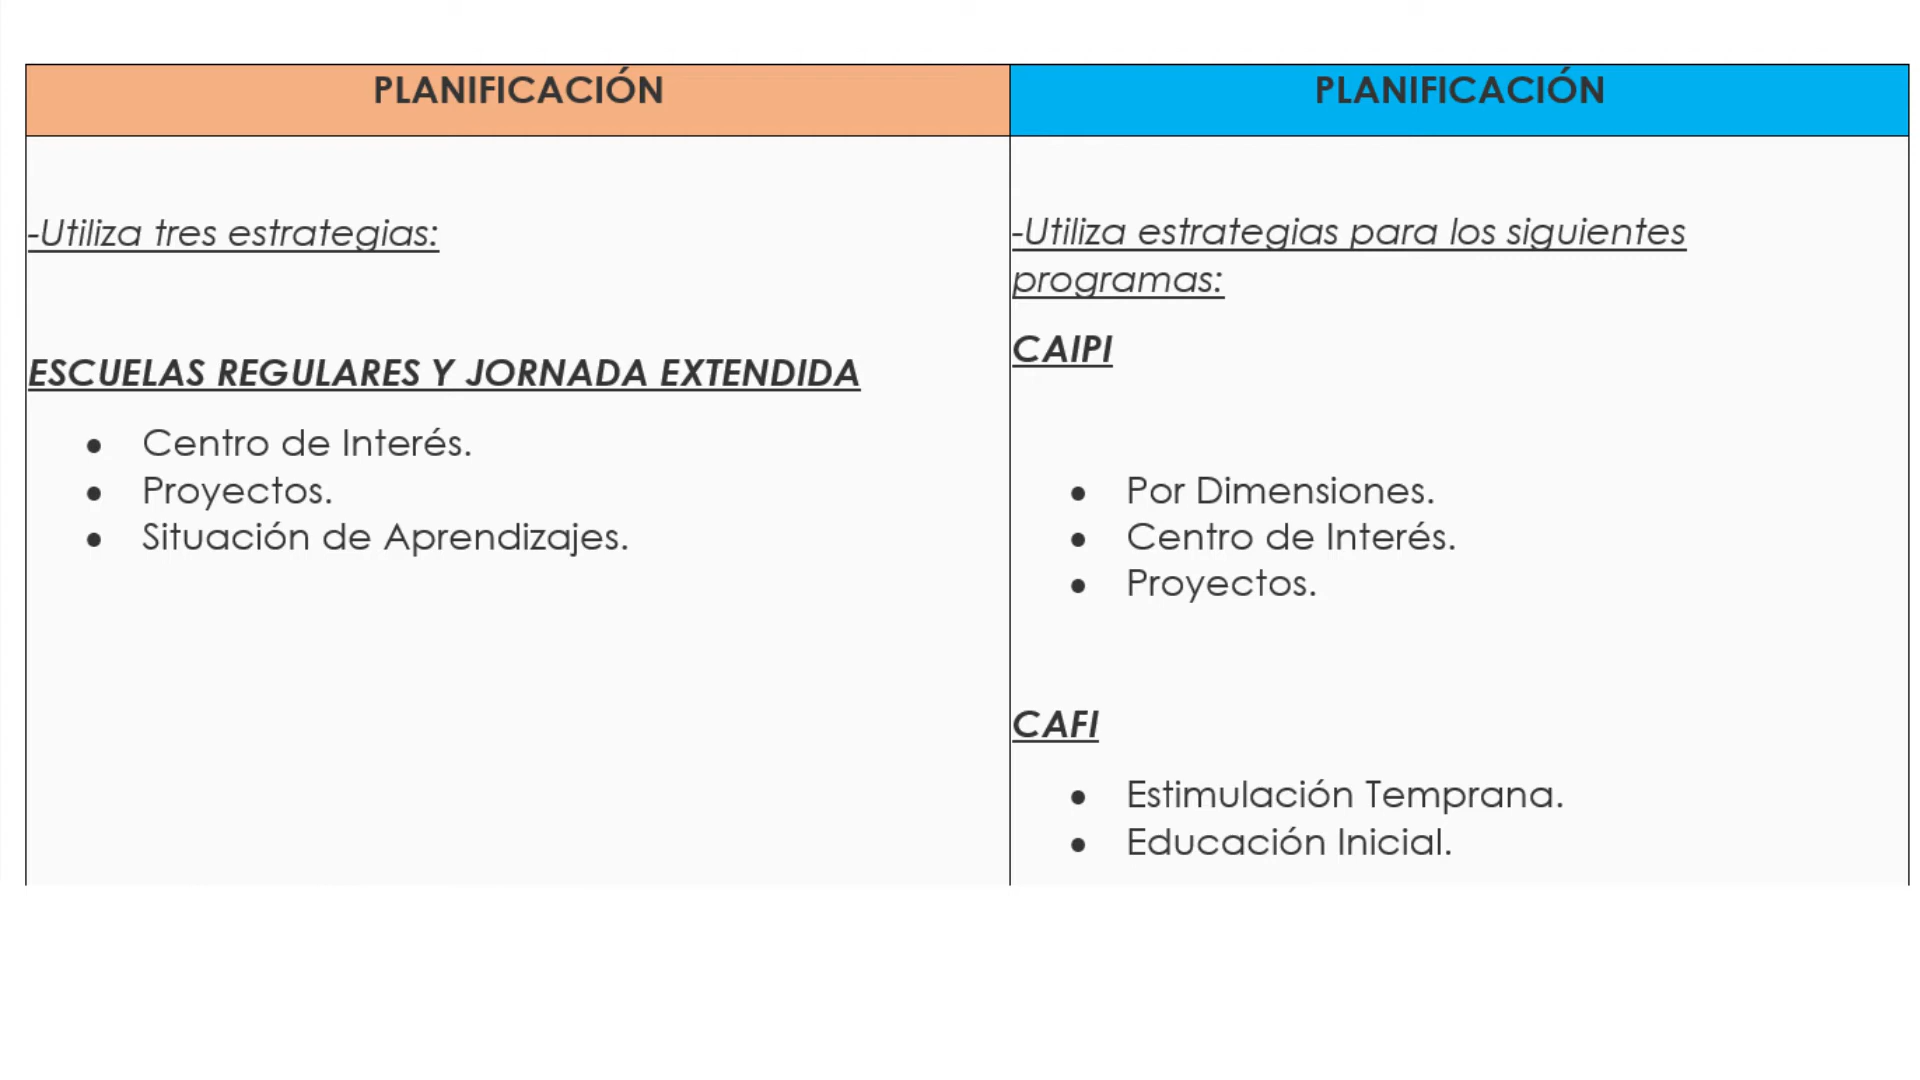 PLANIFICACIÓN
-Utiliza tres estrategias:
ESCUELAS REGULARES Y JORNADA EXTENDIDA
● Centro de Interés.
● Proyectos.
● Situación de Aprendizajes.
PLANIFICACIÓN
-Utiliza estrategias para los siguientes
programas:
CAIPI
● Por Dimensiones.
● Centro de Interés.
● Proyectos.
CAFI
● Estimulación Temprana.
● Educación Inicial.